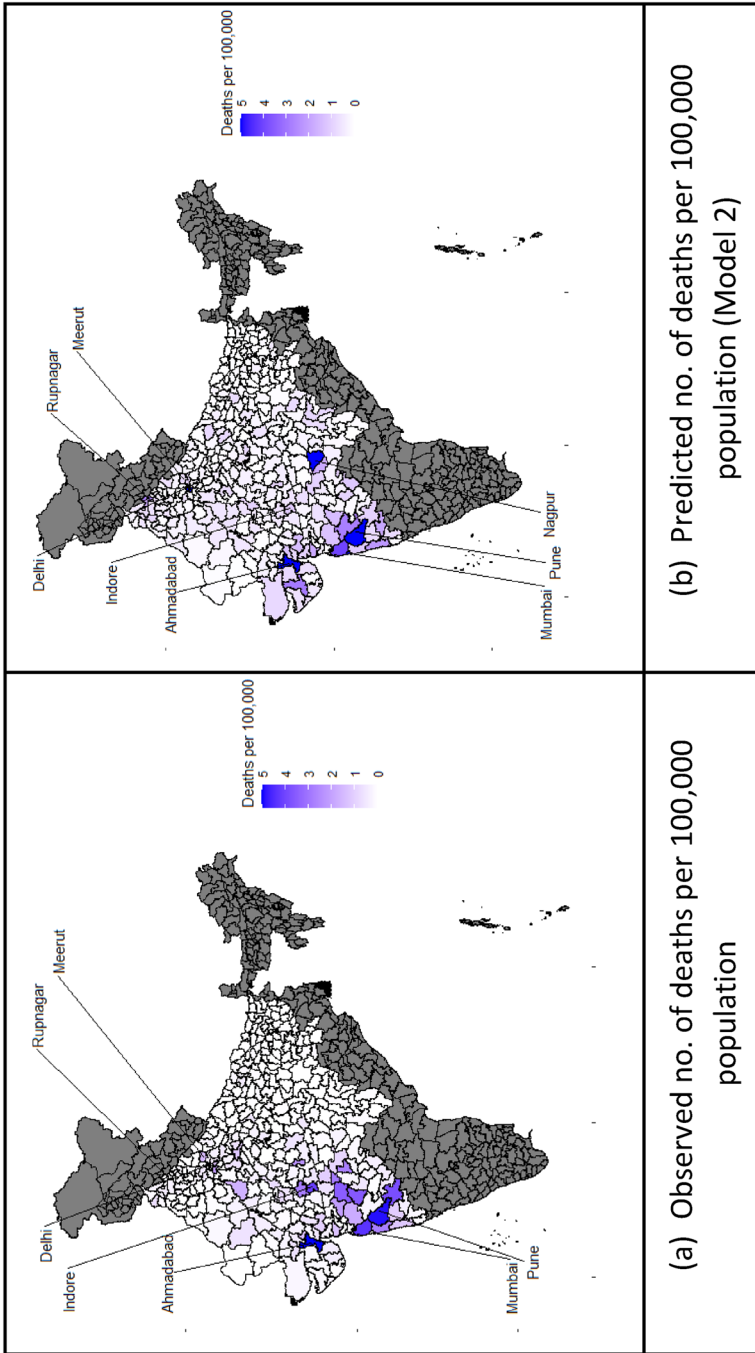 Delhi
Rupnagar
Indore
Meerut
Ahmadabad
Mumbai
Pune
Deaths per 100,000
5
4
3
2
1
0
(a) Observed no. of deaths per 100,000
population
Delhi
Rupnagar
Indore
Meerut
Ahmadabad
Mumbai
Pune
Nagpur
Deaths per 100,000
5
4
3
2
1
0
(b) Predicted no. of deaths per 100,000
population (Model 2)